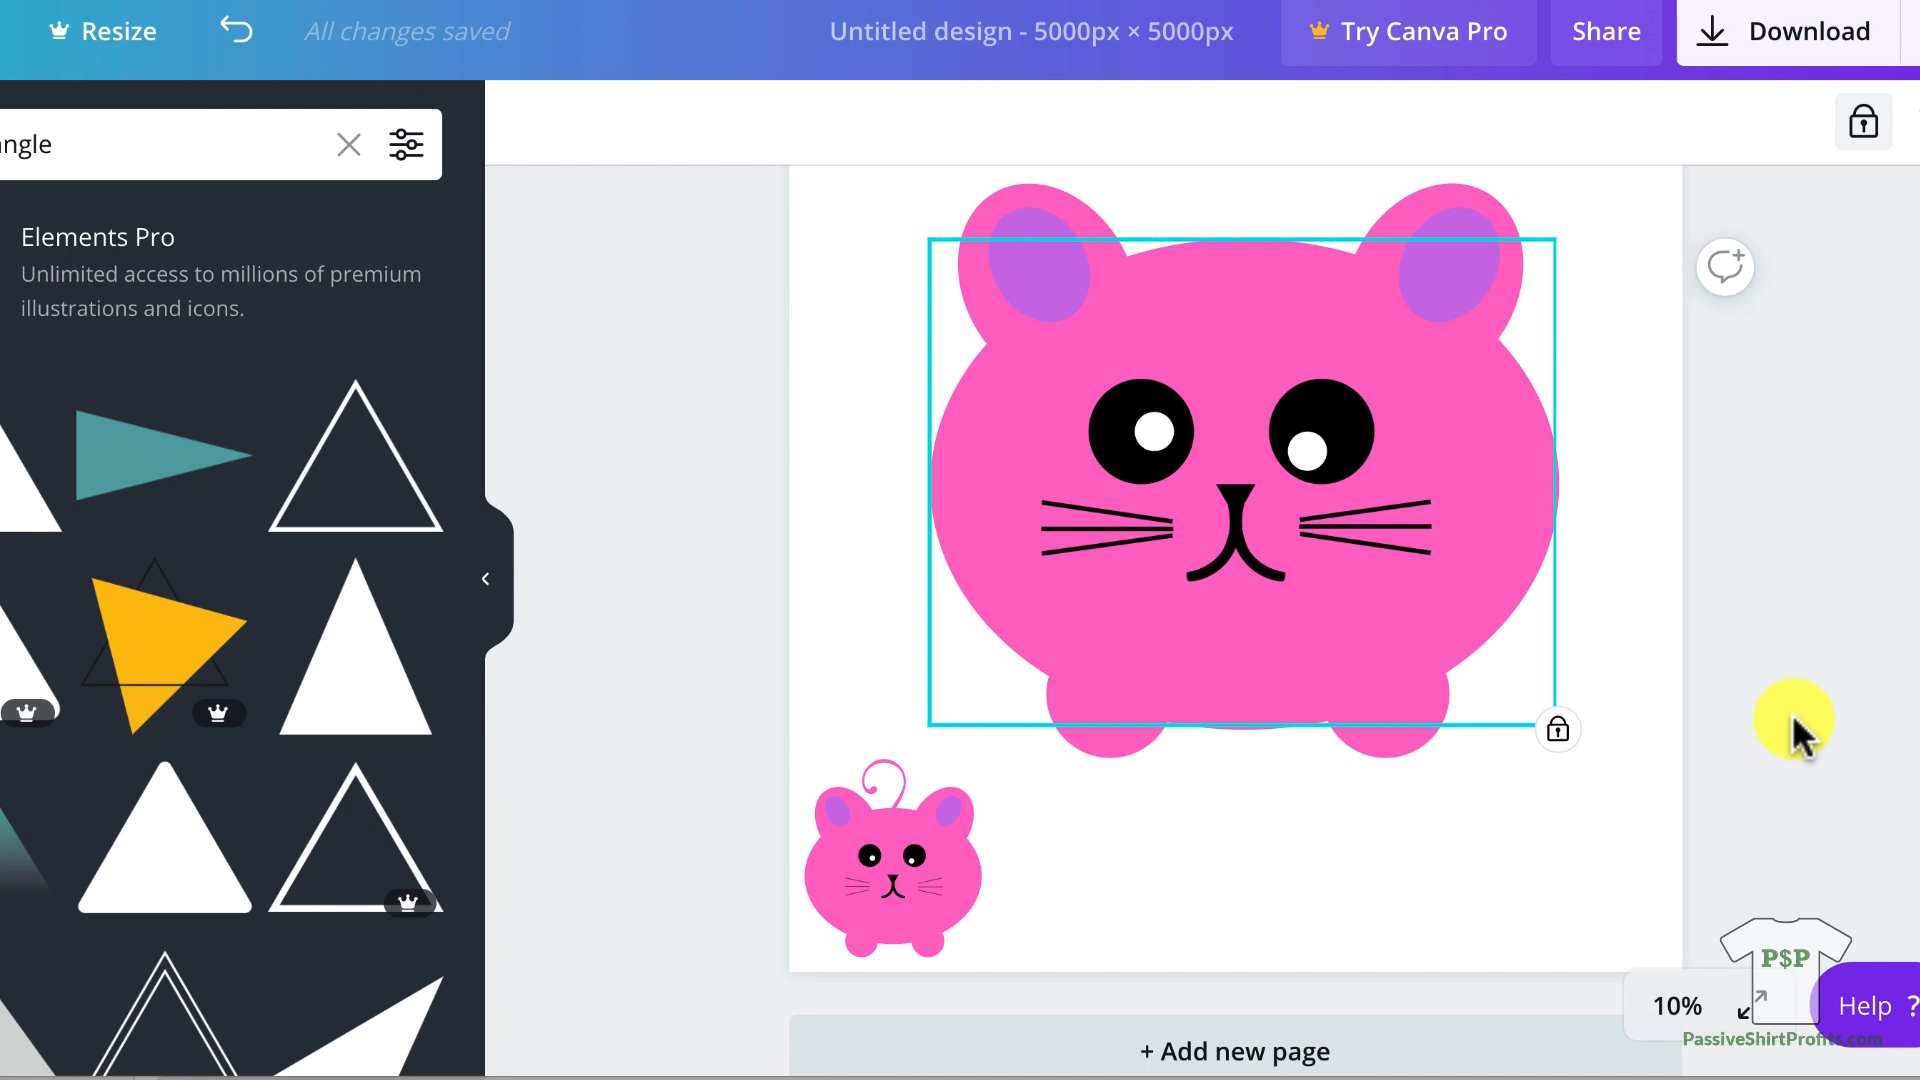 Resize
All changes saved
Untitled design - 5000px × 5000px
Try Canva Pro
Share
Download
angle
Elements Pro
Unlimited access to millions of premium
illustrations and icons.
P$P
10%
Help ?
PassiveShirtProfits.com
+ Add new page